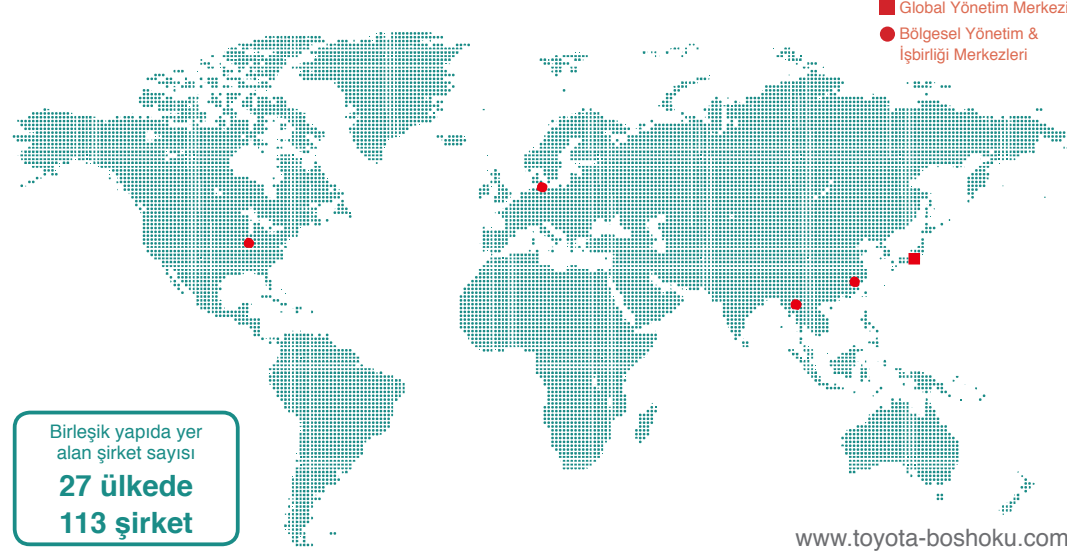 Global Yönetim Merkezi
Bölgesel Yönetim &
İşbirliği Merkezleri
Birleşik yapıda yer
alan şirket sayısı
27 ülkede
113 şirket
www.toyota-boshoku.com